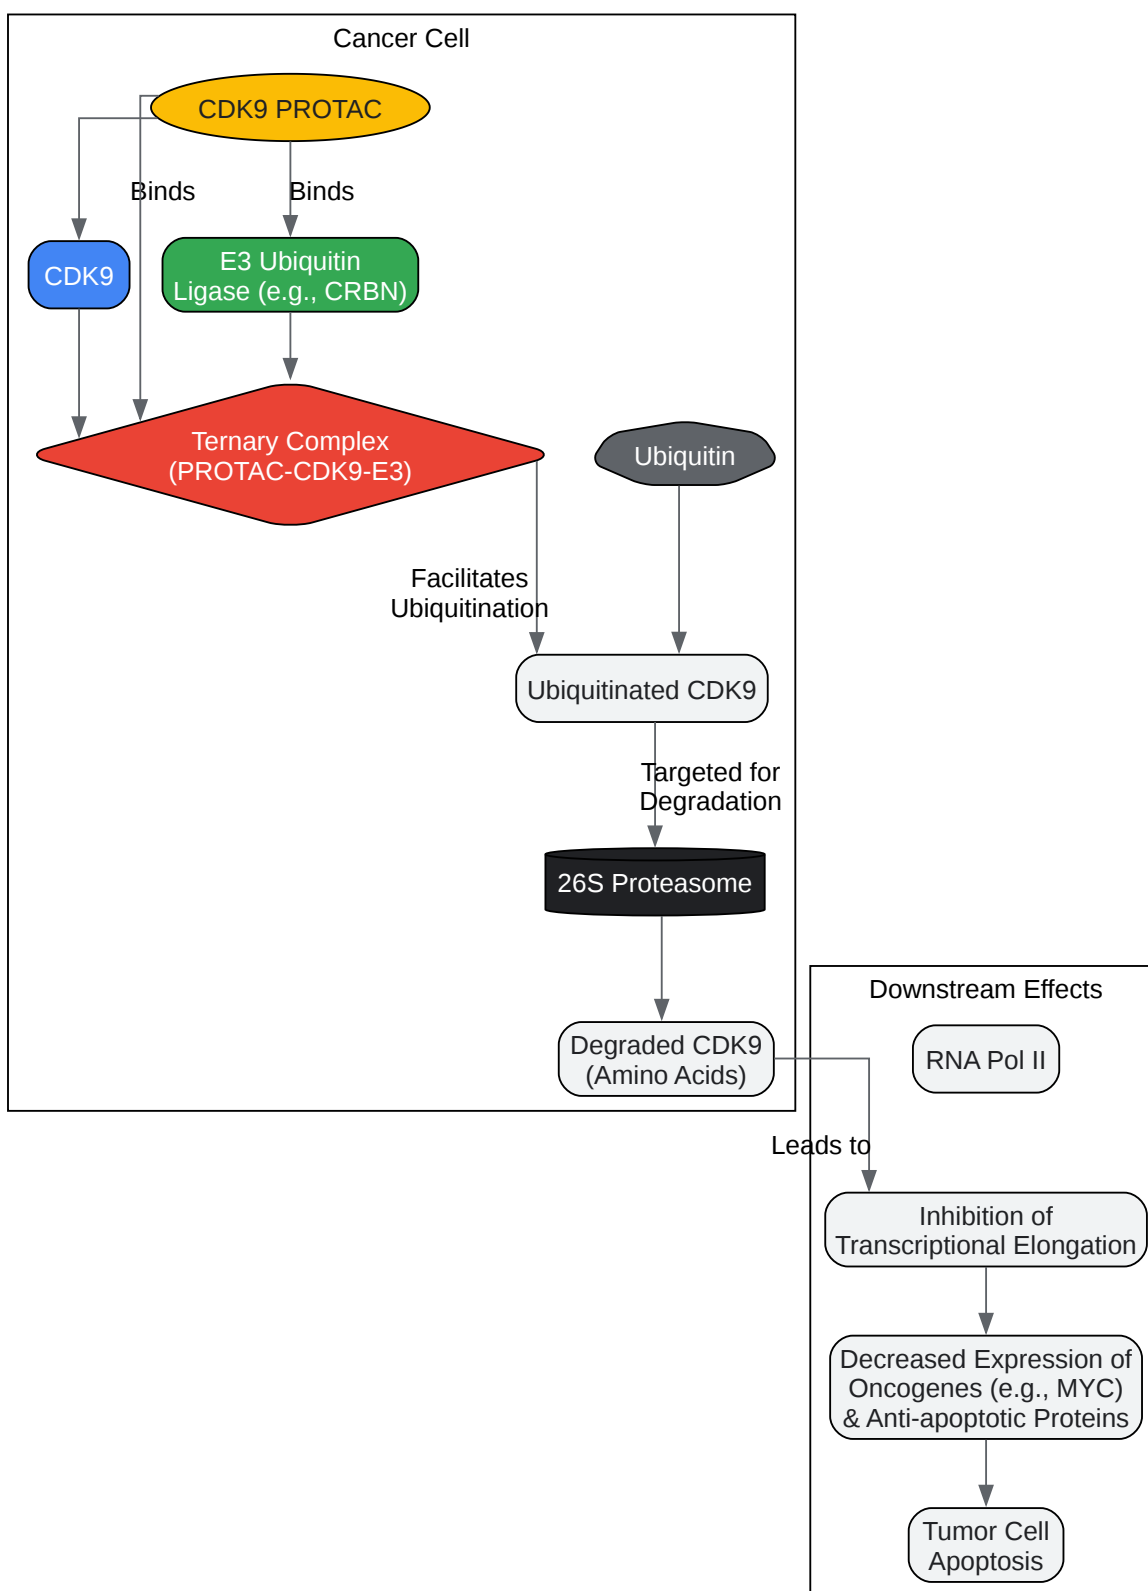 Cancer Cell
CDK9 PROTAC
Binds
Binds
CDK9
E3 Ubiquitin
Ligase (e.g., CRBN)
Ternary Complex
(PROTAC-CDK9-E3)
Ubiquitin
Facilitates
Ubiquitination
Ubiquitinated CDK9
Targeted for
Degradation
26S Proteasome
Degraded CDK9
(Amino Acids)
Downstream Effects
RNA Pol II
Leads to
Inhibition of
Transcriptional Elongation
Decreased Expression of
Oncogenes (e.g., MYC)
& Anti-apoptotic Proteins
Tumor Cell
Apoptosis